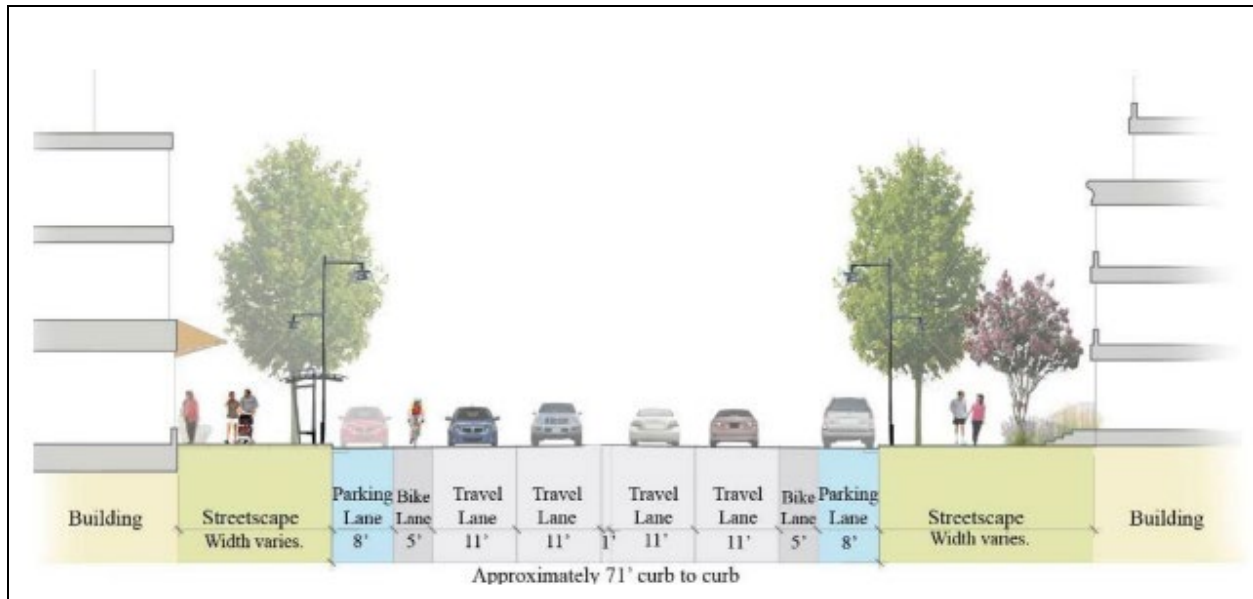 Building
Streetscape
Width varies.
Parking
Lane
8’
Bike
Lane
5’
Travel
Lane
11’
Travel
Lane
11’
1’
Travel
Lane
11’
Travel
Lane
11’
Bike
Lane
5’
Parking
Lane
8’
Streetscape
Width varies.
Building
Approximately 71’ curb to curb